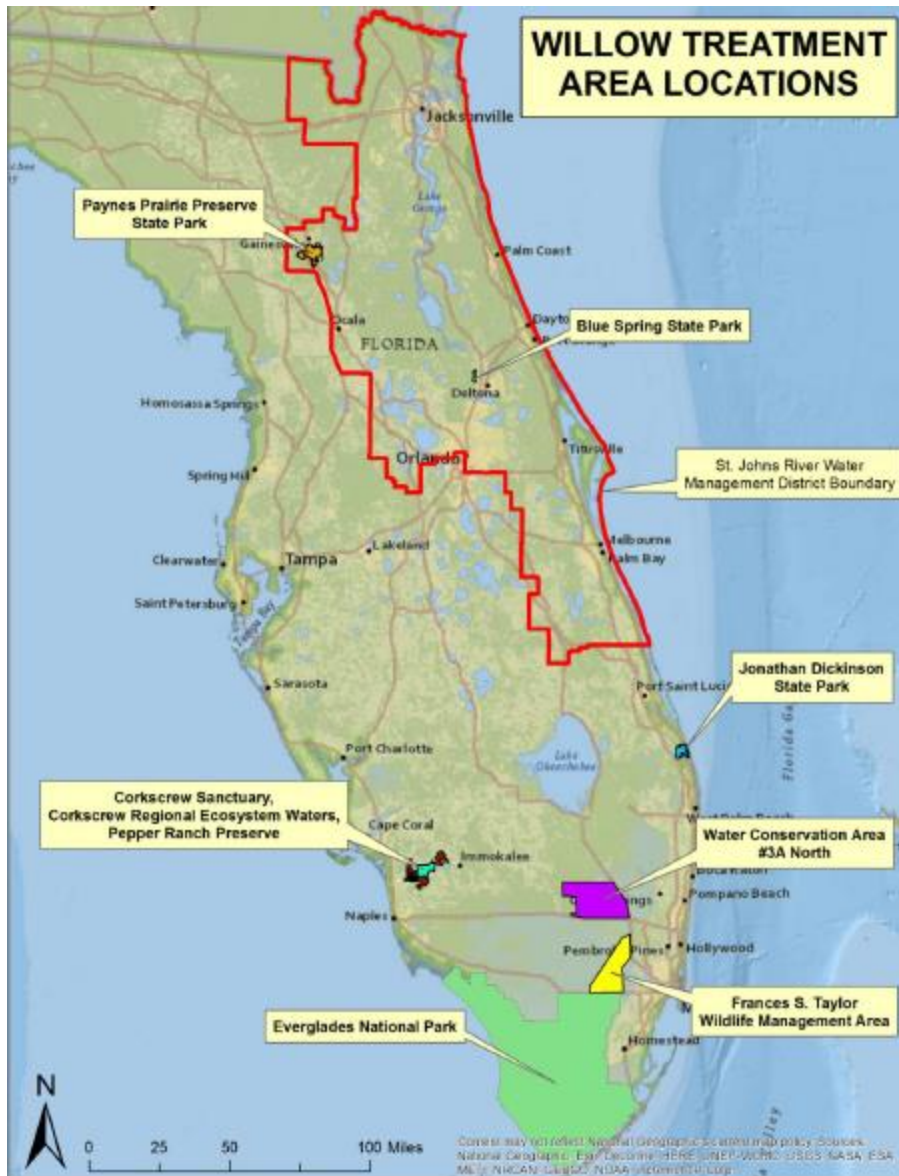 WILLOW TREATMENT
AREA LOCATIONS
Jacksonville
Lake
George
Paynes Prairie Preserve
State Park
Palm Coast
Ocala
FLORIDA
Blue Spring State Park
Deltona
Homosassa Springs
Orlando
Titusville
St. Johns River Water
Management District Boundary
Spring Hill
Melbourne
Palm Bay
Lakeland
Clearwater
Tampa
Saint Petersburg
Tampa Bay
Jonathan Dickinson
State Park
Sarasota
Port Saint Lucie
Port Charlotte
Lake
Okeechobee
Corkscrew Sanctuary,
Corkscrew Regional Ecosystem Waters,
Pepper Ranch Preserve
Cape Coral
Water Conservation Area
#3A North
Immokalee
Pompano Beach
Naples
Hollywood
Frances S. Taylor
Wildlife Management Area
Everglades National Park
Homestead
N
0 25 50 100 Miles